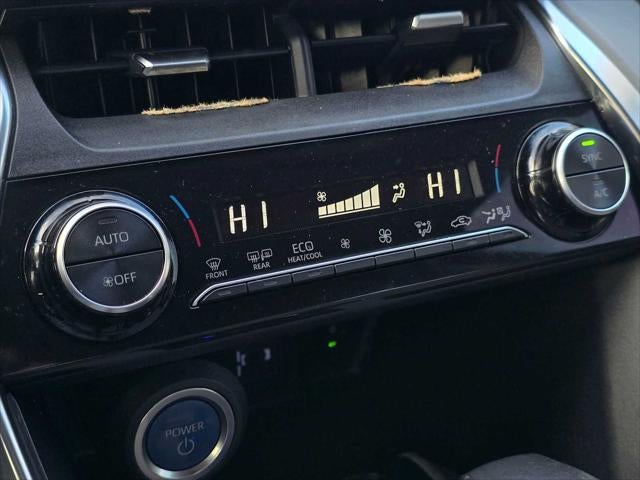 HI HI
AUTO
OFF
FRONT
REAR
ECO
HEAT/COOL
SYNC
A/C
POWER